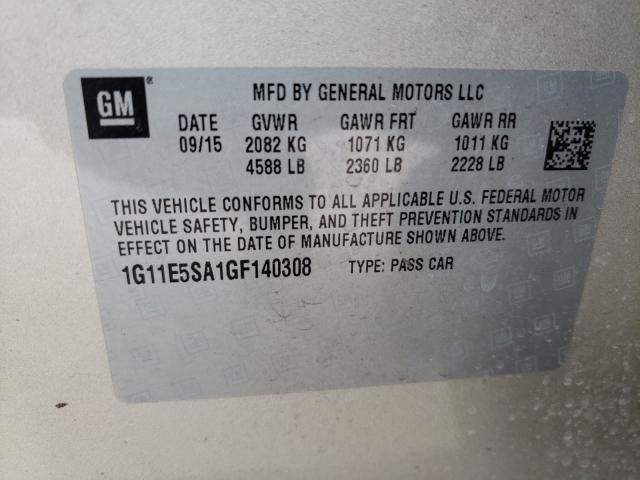 GM ®
MFD BY GENERAL MOTORS LLC
DATE GVWR GAWR FRT GAWR RR
09/15 2082 KG 1071 KG 1011 KG
4588 LB 2360 LB 2228 LB
THIS VEHICLE CONFORMS TO ALL APPLICABLE U.S. FEDERAL MOTOR
VEHICLE SAFETY, BUMPER, AND THEFT PREVENTION STANDARDS IN
EFFECT ON THE DATE OF MANUFACTURE SHOWN ABOVE.
1G11E5SA1GF140308 TYPE: PASS CAR